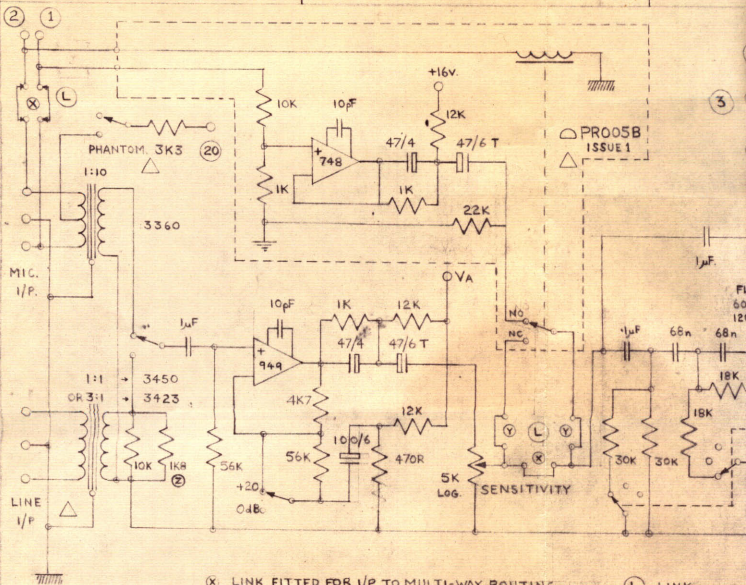 2 1
+16V.
10K
10pF
12K
3
X L
PHANTOM. 3K3 20
+
748
47/4
47/6 T
PR005B
ISSUE 1
1:10
1K
1K
22K
3360
1µF.
MIC.
I/P.
VA
10pF
1K
12K
NO
NC
1µF
+
949
47/4
47/6 T
1µF
68n
68n
18K
1:1 → 3450
OR 3:1 → 3423
4K7
12K
100/6
Y L Y
X
18K
10K
1K8
Z
56K
56K
470R
5K
LOG.
SENSITIVITY
30K
30K
+20
0dB
LINE
I/P
X LINK FITTED FOR I/P TO MULTI-WAY ROUTING
L LINK